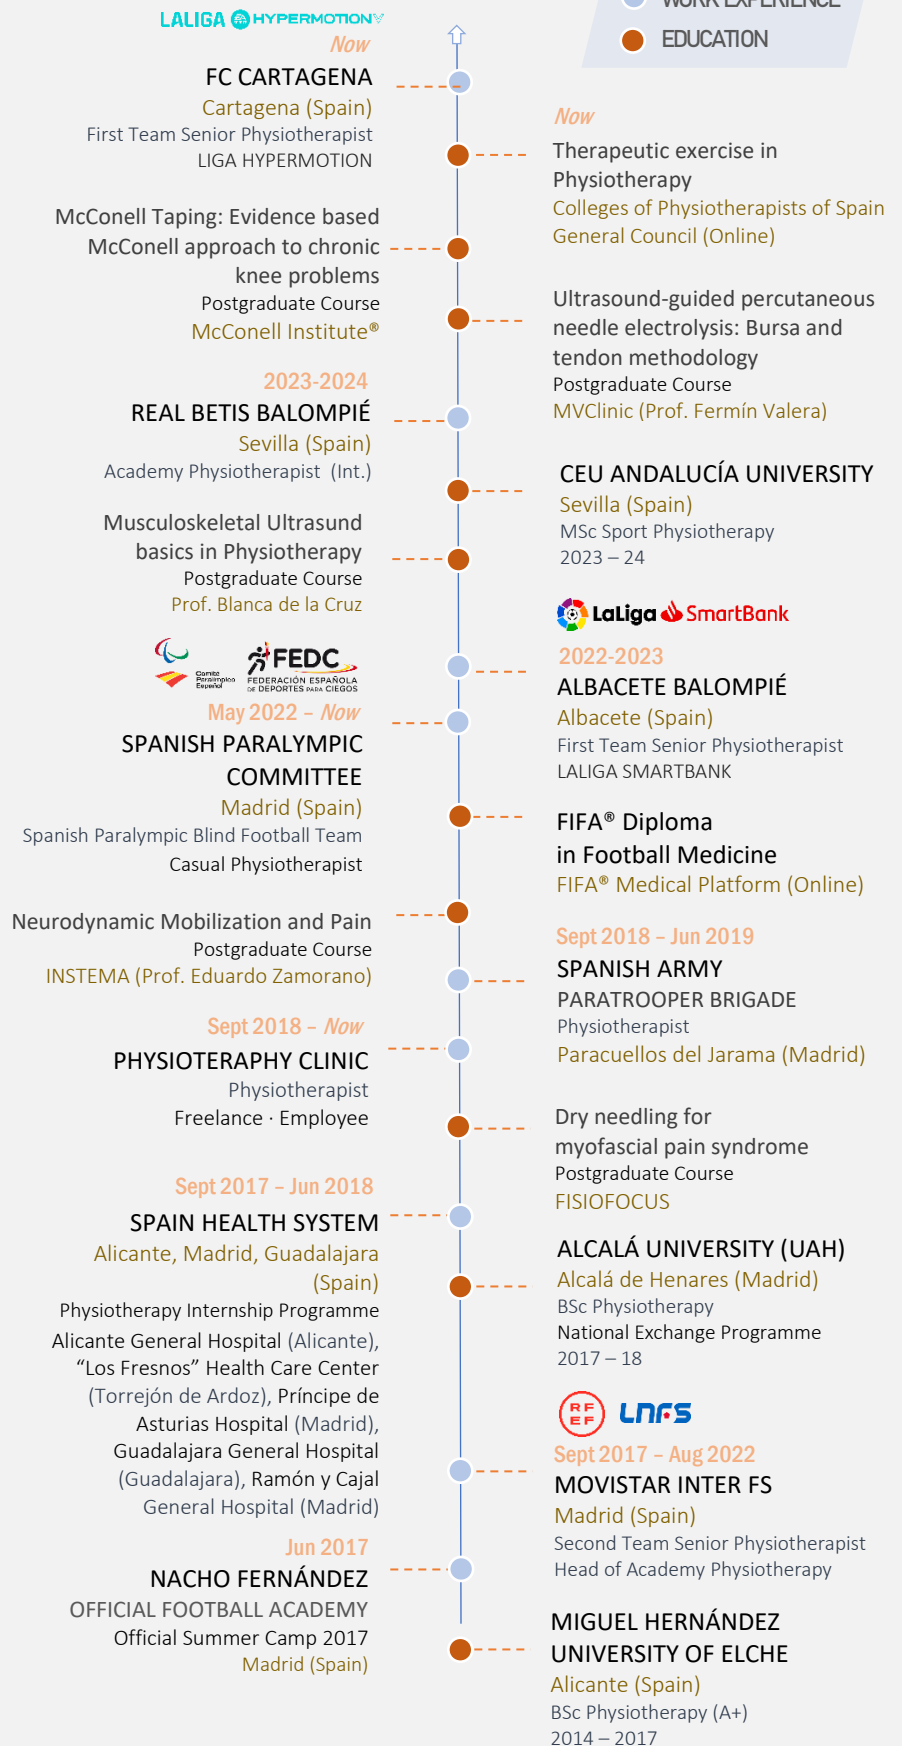 WORK EXPERIENCE
EDUCATION
LALIGA HYPERMOTION
Now
FC CARTAGENA
Cartagena (Spain)
First Team Senior Physiotherapist
LIGA HYPERMOTION
Now
Therapeutic exercise in
Physiotherapy
Colleges of Physiotherapists of Spain
General Council (Online)
McConell Taping: Evidence based
McConell approach to chronic
knee problems
Postgraduate Course
McConell Institute®
Ultrasound-guided percutaneous
needle electrolysis: Bursa and
tendon methodology
Postgraduate Course
MVClinic (Prof. Fermín Valera)
2023-2024
REAL BETIS BALOMPIÉ
Sevilla (Spain)
Academy Physiotherapist (Int.)
CEU ANDALUCÍA UNIVERSITY
Sevilla (Spain)
MSc Sport Physiotherapy
2023 – 24
Musculoskeletal Ultrasund
basics in Physiotherapy
Postgraduate Course
Prof. Blanca de la Cruz
LaLiga SmartBank
2022-2023
ALBACETE BALOMPIÉ
Albacete (Spain)
First Team Senior Physiotherapist
LALIGA SMARTBANK
Comité
Paralímpico
Español
FEDC
FEDERACIÓN ESPAÑOLA
DE DEPORTES PARA CIEGOS
May 2022 – Now
SPANISH PARALYMPIC
COMMITTEE
Madrid (Spain)
Spanish Paralympic Blind Football Team
Casual Physiotherapist
FIFA® Diploma
in Football Medicine
FIFA® Medical Platform (Online)
Neurodynamic Mobilization and Pain
Postgraduate Course
INSTEMA (Prof. Eduardo Zamorano)
Sept 2018 – Jun 2019
SPANISH ARMY
PARATROOPER BRIGADE
Physiotherapist
Paracuellos del Jarama (Madrid)
Sept 2018 – Now
PHYSIOTERAPHY CLINIC
Physiotherapist
Freelance · Employee
Dry needling for
myofascial pain syndrome
Postgraduate Course
FISIOFOCUS
Sept 2017 – Jun 2018
SPAIN HEALTH SYSTEM
Alicante, Madrid, Guadalajara
(Spain)
Physiotherapy Internship Programme
Alicante General Hospital (Alicante),
“Los Fresnos” Health Care Center
(Torrejón de Ardoz), Príncipe de
Asturias Hospital (Madrid),
Guadalajara General Hospital
(Guadalajara), Ramón y Cajal
General Hospital (Madrid)
ALCALÁ UNIVERSITY (UAH)
Alcalá de Henares (Madrid)
BSc Physiotherapy
National Exchange Programme
2017 – 18
RF
EF
LNFS
Sept 2017 – Aug 2022
MOVISTAR INTER FS
Madrid (Spain)
Second Team Senior Physiotherapist
Head of Academy Physiotherapy
Jun 2017
NACHO FERNÁNDEZ
OFFICIAL FOOTBALL ACADEMY
Official Summer Camp 2017
Madrid (Spain)
MIGUEL HERNÁNDEZ
UNIVERSITY OF ELCHE
Alicante (Spain)
BSc Physiotherapy (A+)
2014 – 2017